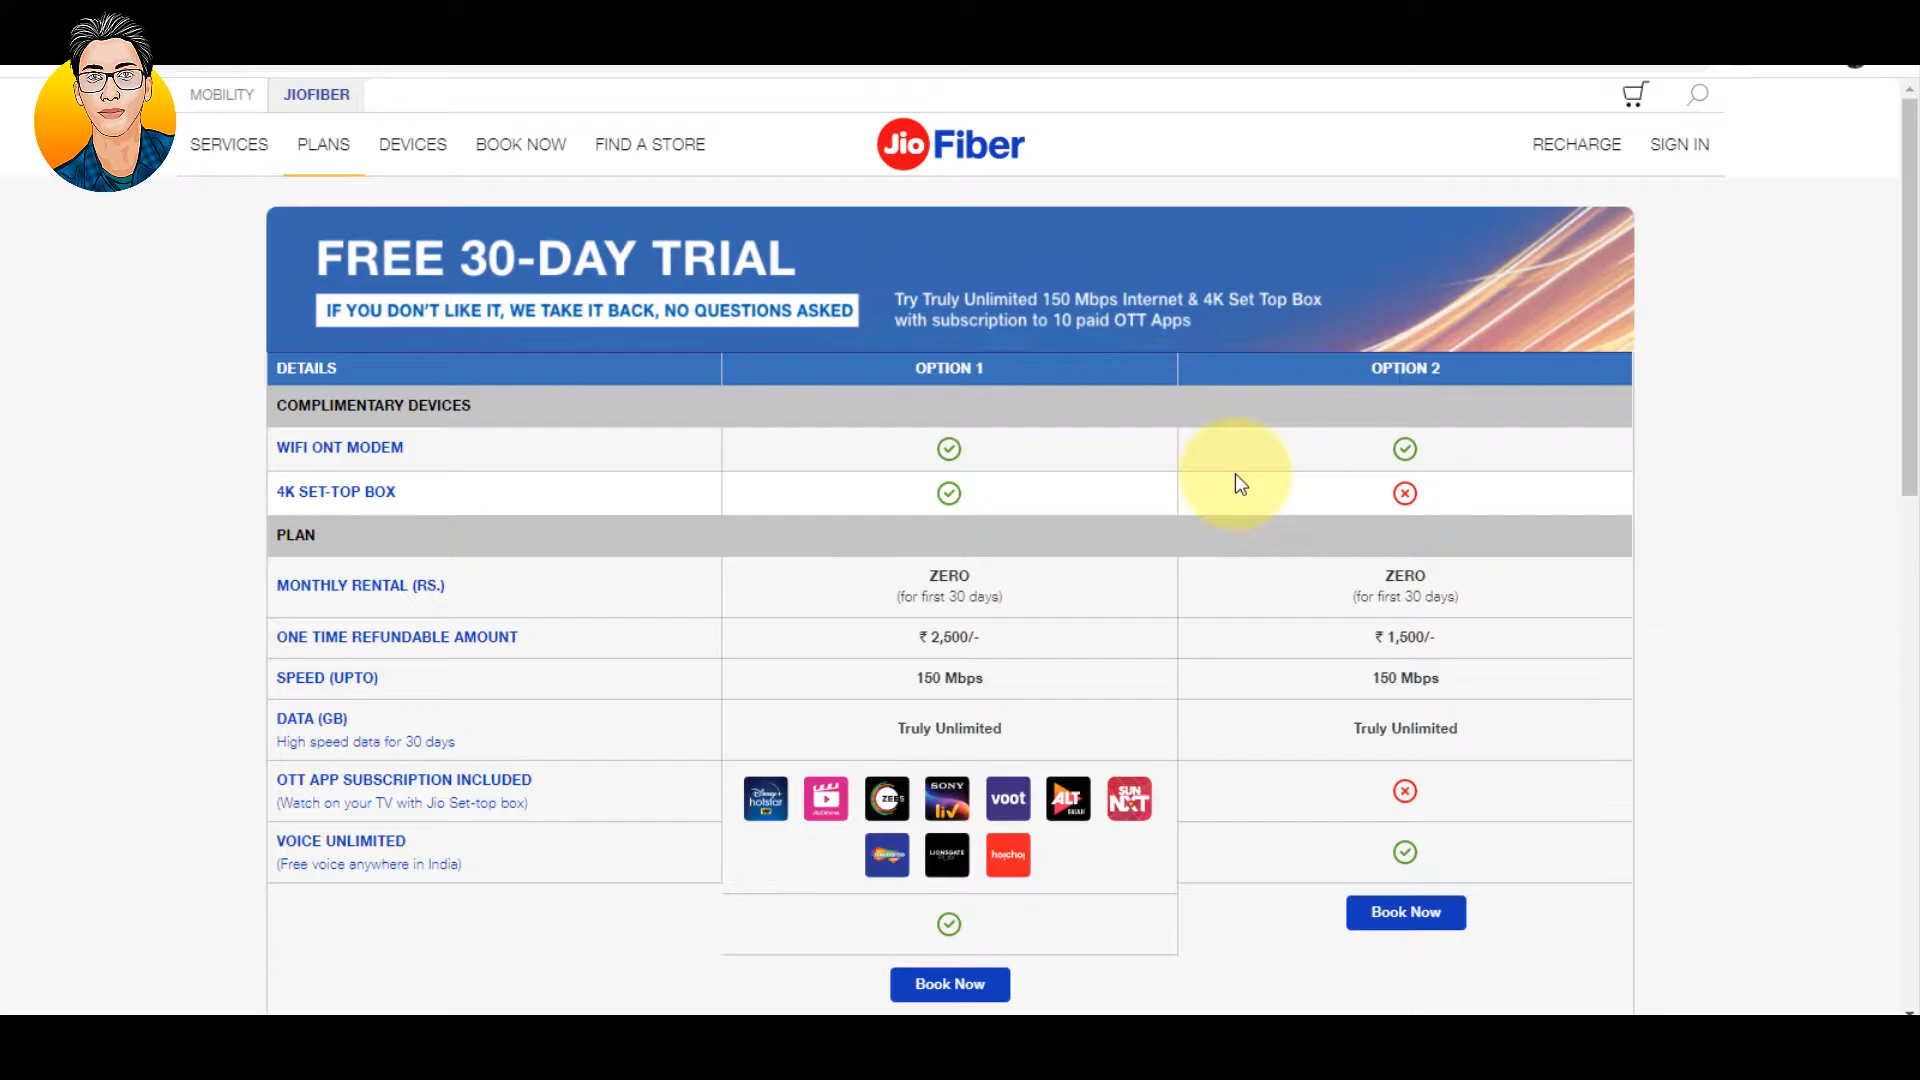 MOBILITY JIOFIBER
SERVICES PLANS DEVICES BOOK NOW FIND A STORE Jio Fiber RECHARGE SIGN IN
FREE 30-DAY TRIAL
IF YOU DON'T LIKE IT, WE TAKE IT BACK, NO QUESTIONS ASKED
Try Truly Unlimited 150 Mbps Internet & 4K Set Top Box
with subscription to 10 paid OTT Apps
DETAILS OPTION 1 OPTION 2
COMPLIMENTARY DEVICES
WIFI ONT MODEM
4K SET-TOP BOX
PLAN
MONTHLY RENTAL (RS.) ZERO ZERO
(for first 30 days) (for first 30 days)
ONE TIME REFUNDABLE AMOUNT ₹ 2,500/- ₹ 1,500/-
SPEED (UPTO) 150 Mbps 150 Mbps
DATA (GB) Truly Unlimited Truly Unlimited
High speed data for 30 days
OTT APP SUBSCRIPTION INCLUDED
(Watch on your TV with Jio Set-top box)
Disney+ hotstar VIP JioCinema ZEE5 SONY liv voot ALT BALAJI SUN NXT
LIONSGATE PLAY hoichoi
VOICE UNLIMITED
(Free voice anywhere in India)
Book Now
Book Now